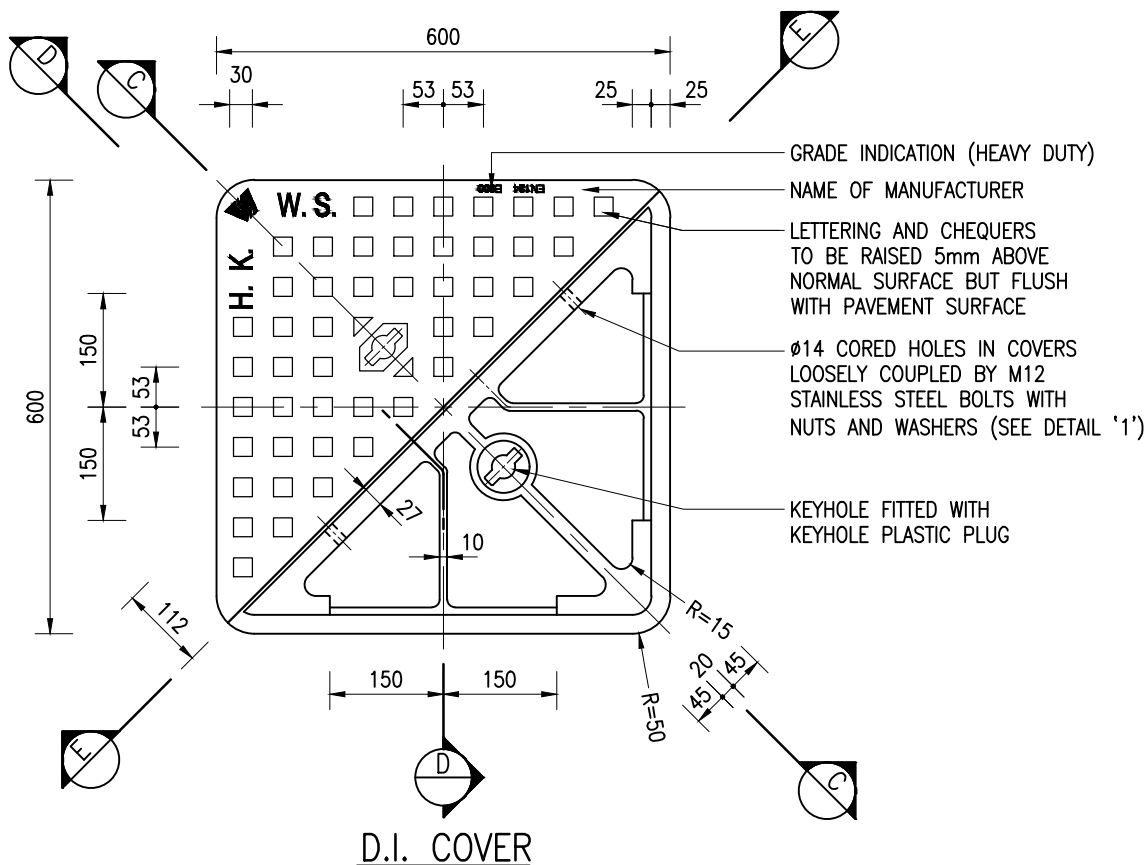 600
30
53
53
25
25
D
C
E
GRADE INDICATION (HEAVY DUTY)
NAME OF MANUFACTURER
LETTERING AND CHEQUERS
TO BE RAISED 5mm ABOVE
NORMAL SURFACE BUT FLUSH
WITH PAVEMENT SURFACE
ø14 CORED HOLES IN COVERS
LOOSELY COUPLED BY M12
STAINLESS STEEL BOLTS WITH
NUTS AND WASHERS (SEE DETAIL '1')
KEYHOLE FITTED WITH
KEYHOLE PLASTIC PLUG
EN124
W. S.
H. K.
600
150
53
53
150
27
10
112
150
150
R=15
R=50
45
20
45
E
D
C
D.I. COVER